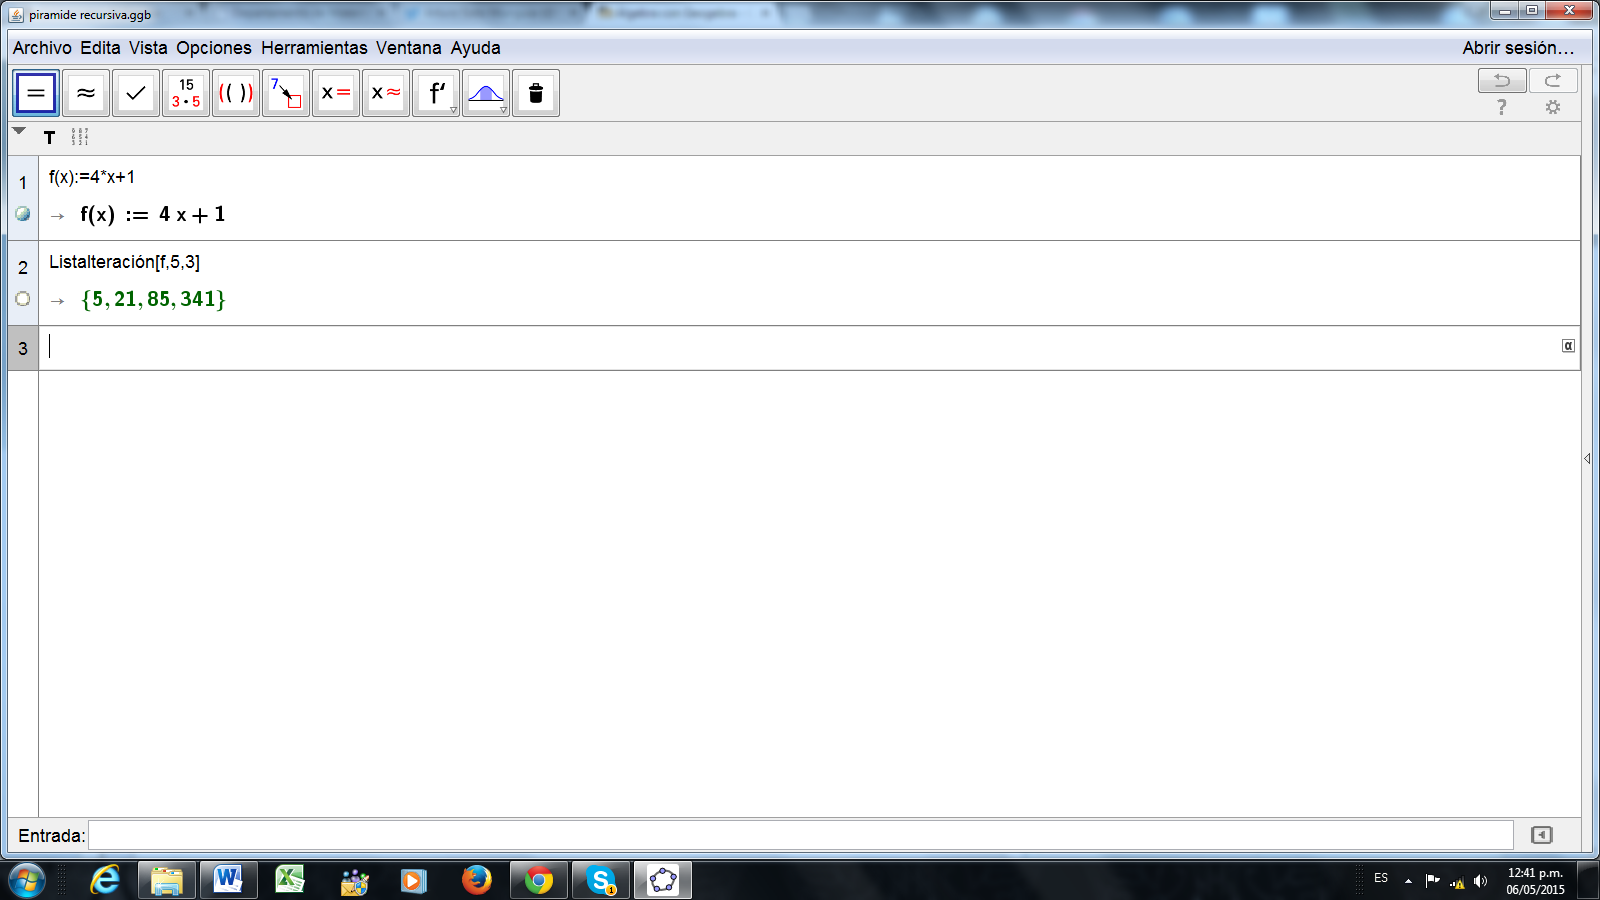 piramide recursiva.ggb
Archivo Edita Vista Opciones Herramientas Ventana Ayuda
Abrir sesión...
= ≈ ✓ 15 3•5 (( )) 7 x = x ≈ f′
?
T
1
f(x):=4*x+1
→ f(x) := 4 x + 1
2
ListaIteración[f,5,3]
→ {5, 21, 85, 341}
3
α
Entrada:
ES
12:41 p.m.
06/05/2015